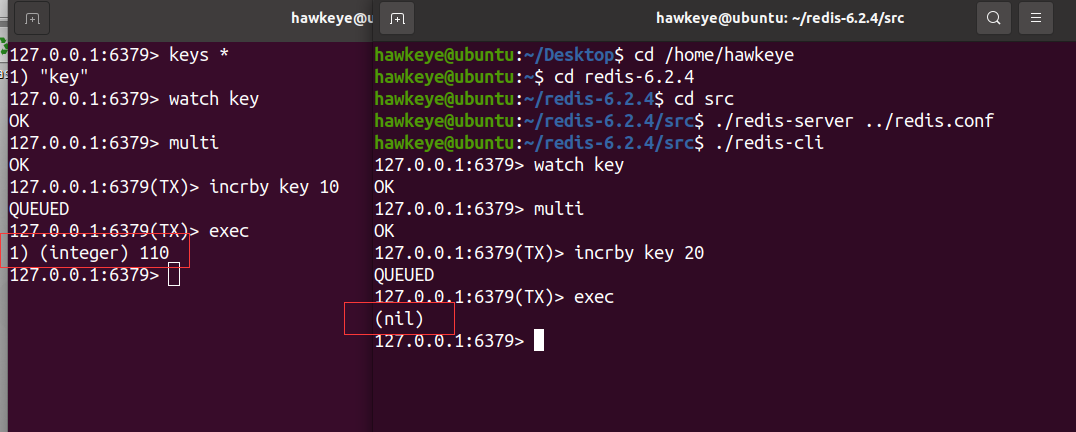 hawkeye@ubuntu
127.0.0.1:6379> keys *
1) "key"
127.0.0.1:6379> watch key
OK
127.0.0.1:6379> multi
OK
127.0.0.1:6379(TX)> incrby key 10
QUEUED
127.0.0.1:6379(TX)> exec
1) (integer) 110
127.0.0.1:6379>
hawkeye@ubuntu: ~/redis-6.2.4/src
hawkeye@ubuntu:~/Desktop$ cd /home/hawkeye
hawkeye@ubuntu:~$ cd redis-6.2.4
hawkeye@ubuntu:~/redis-6.2.4$ cd src
hawkeye@ubuntu:~/redis-6.2.4/src$ ./redis-server ../redis.conf
hawkeye@ubuntu:~/redis-6.2.4/src$ ./redis-cli
127.0.0.1:6379> watch key
OK
127.0.0.1:6379> multi
OK
127.0.0.1:6379(TX)> incrby key 20
QUEUED
127.0.0.1:6379(TX)> exec
(nil)
127.0.0.1:6379>